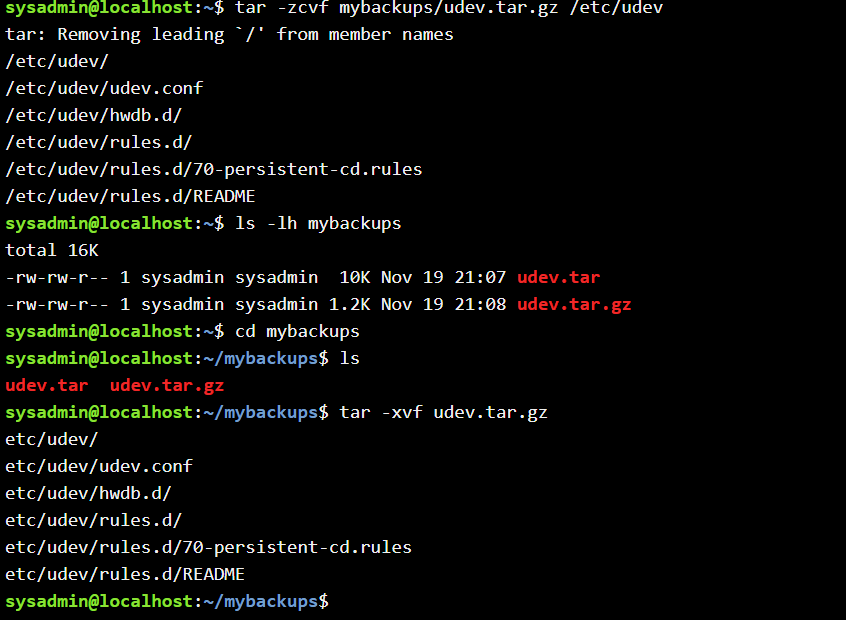 sysadmin@localhost:~$ tar -zcvf mybackups/udev.tar.gz /etc/udev
tar: Removing leading `/' from member names
/etc/udev/
/etc/udev/udev.conf
/etc/udev/hwdb.d/
/etc/udev/rules.d/
/etc/udev/rules.d/70-persistent-cd.rules
/etc/udev/rules.d/README
sysadmin@localhost:~$ ls -lh mybackups
total 16K
-rw-rw-r-- 1 sysadmin sysadmin  10K Nov 19 21:07 udev.tar
-rw-rw-r-- 1 sysadmin sysadmin 1.2K Nov 19 21:08 udev.tar.gz
sysadmin@localhost:~$ cd mybackups
sysadmin@localhost:~/mybackups$ ls
udev.tar  udev.tar.gz
sysadmin@localhost:~/mybackups$ tar -xvf udev.tar.gz
etc/udev/
etc/udev/udev.conf
etc/udev/hwdb.d/
etc/udev/rules.d/
etc/udev/rules.d/70-persistent-cd.rules
etc/udev/rules.d/README
sysadmin@localhost:~/mybackups$